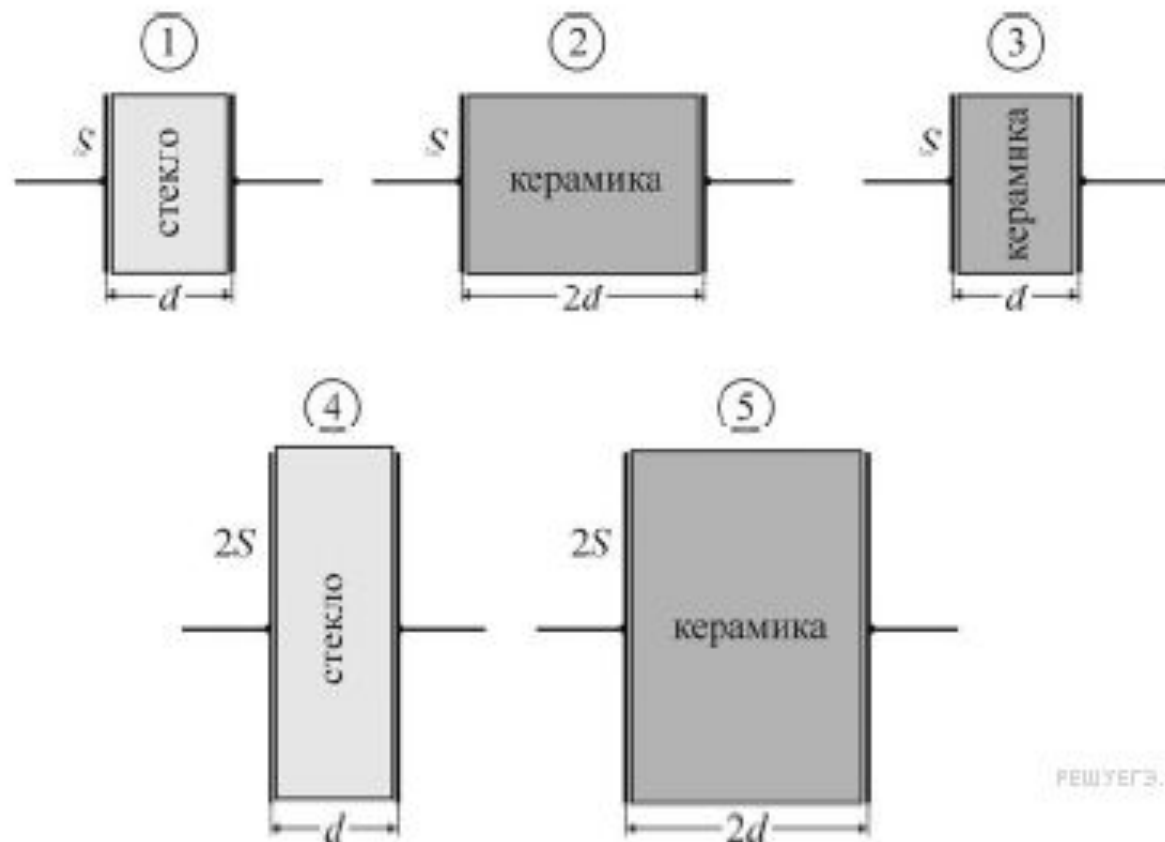 1 2 3
S стекло S керамика S керамика
d 2d d
4 5
2S стекло 2S керамика
d 2d
РЕШУЕГЭ.